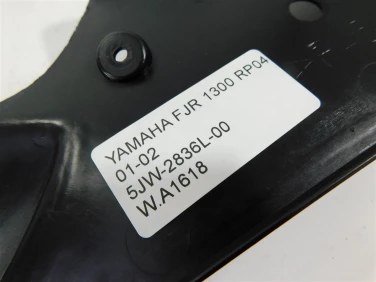 YAMAHA FJR 1300 RP04
01-02
5JW-2836L-00
W.A1618